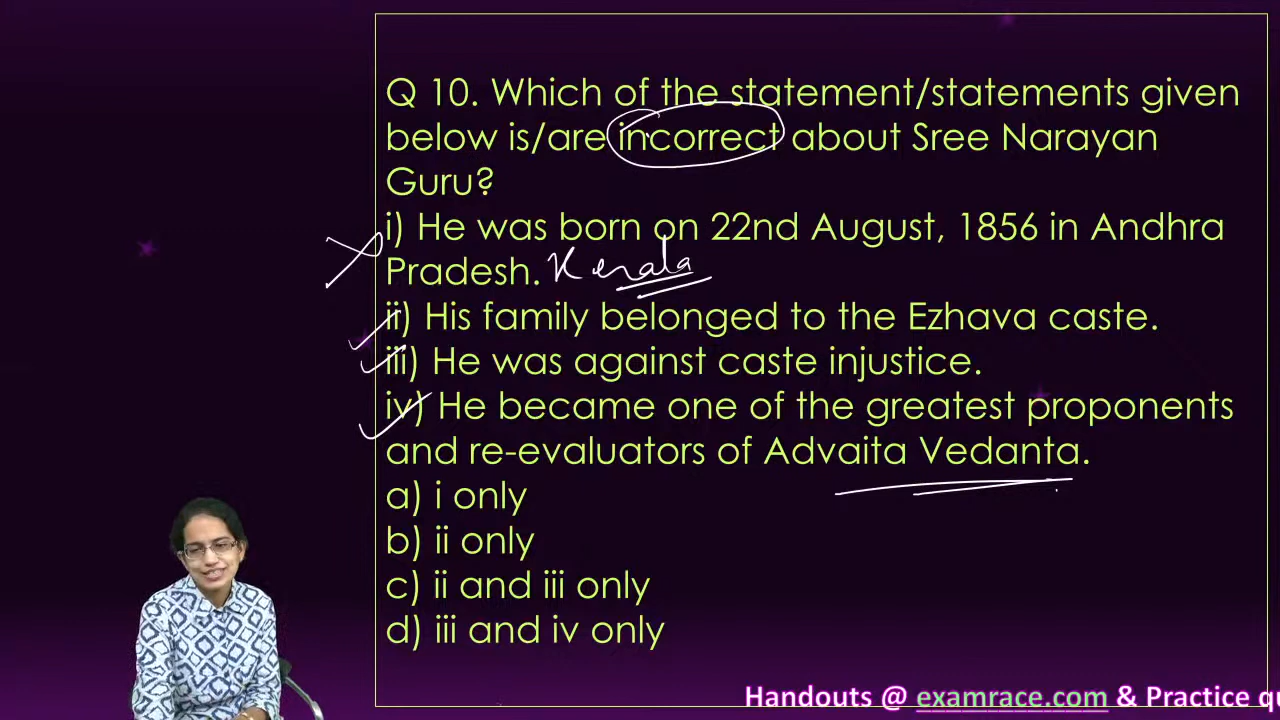 Q 10. Which of the statement/statements given
below is/are incorrect about Sree Narayan
Guru?
i) He was born on 22nd August, 1856 in Andhra
Pradesh. Kerala
ii) His family belonged to the Ezhava caste.
iii) He was against caste injustice.
iv) He became one of the greatest proponents
and re-evaluators of Advaita Vedanta.
a) i only
b) ii only
c) ii and iii only
d) iii and iv only
Handouts @ examrace.com & Practice qu